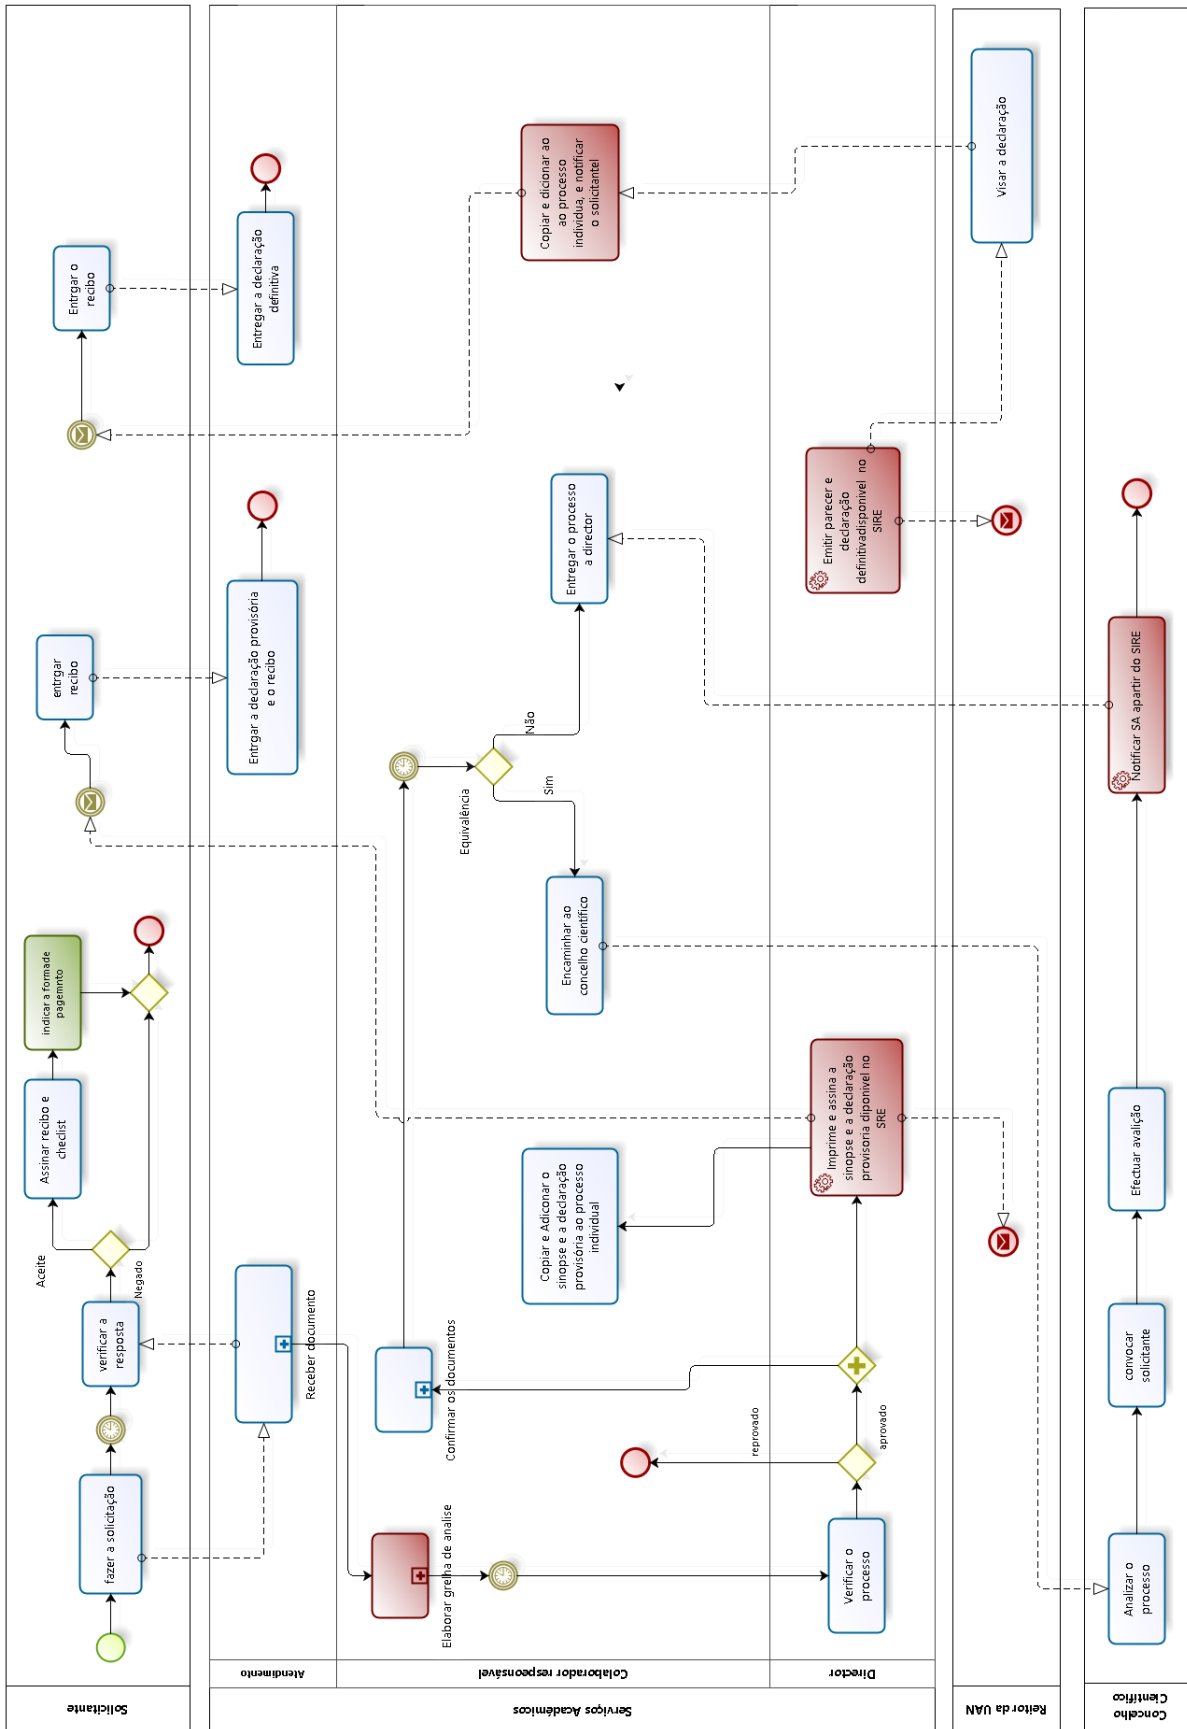 Solicitante
fazer a solicitação
verificar a
resposta
Aceite
Negado
Assinar recibo e
checlist
indicar a formade
pagemnto
entrgar
recibo
Entrgar o
recibo
Serviços Académicos
Atendimento
Receber documento
Entrgar a declaração provisória
e o recibo
Entregar a declaração
definitiva
Colaborador responsável
Elaborar grelha de analise
Confirmar os documentos
Copiar e Adiconar o
sinopse e a declaração
provisória ao processo
individual
Equivalência
Sim
Não
Encaminhar ao
concelho científico
Entregar o processo
a director
Copiar e dicionar ao
ao processo
individua, e notificar
o solicitantel
Director
Verificar o
processo
reprovado
aprovado
Imprime e assina a
sinopse e a declaração
provisoria diponivel no
SRE
Emitir parecer e
declaração
definitivadisponivel no
SIRE
Reitor da UAN
Visar a declaração
Concelho
Científico
Analizar o
processo
convocar
solicitante
Efectuar avalição
Notificar SA apartir do SIRE